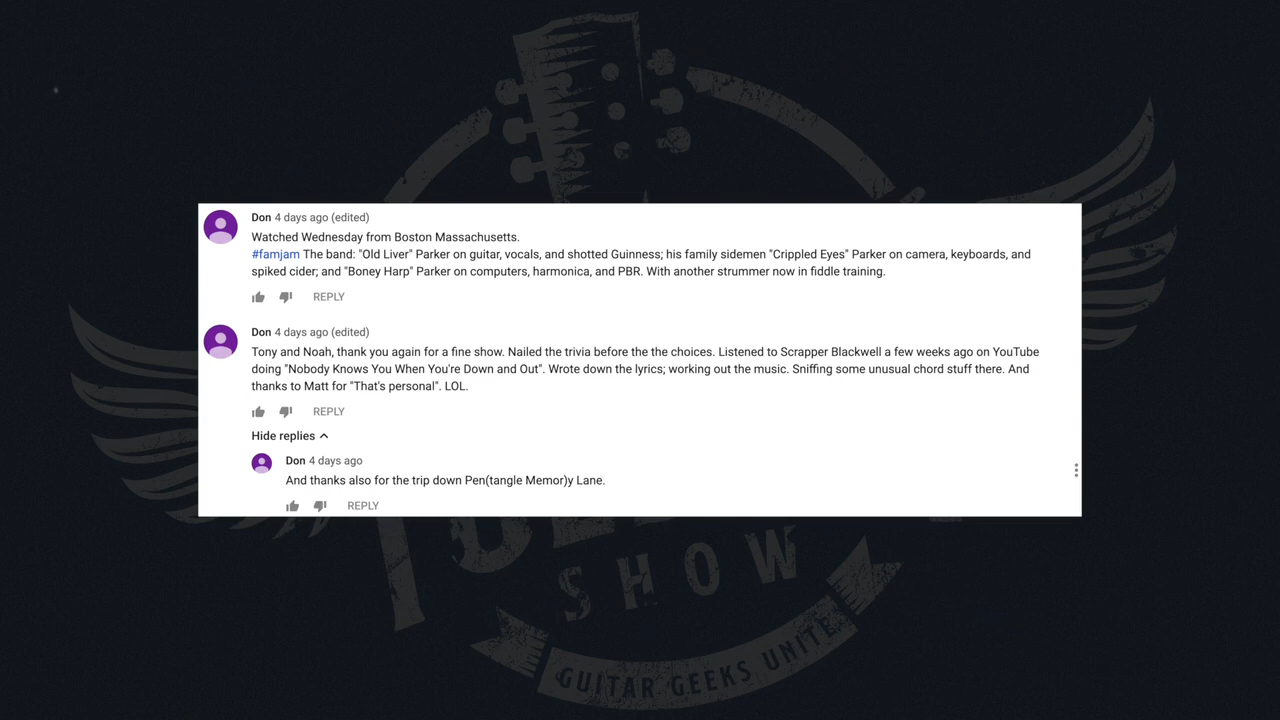 Don 4 days ago (edited)
Watched Wednesday from Boston Massachusetts.
#famjam The band: "Old Liver" Parker on guitar, vocals, and shotted Guinness; his family sidemen "Crippled Eyes" Parker on camera, keyboards, and
spiked cider; and "Boney Harp" Parker on computers, harmonica, and PBR. With another strummer now in fiddle training.
REPLY
Don 4 days ago (edited)
Tony and Noah, thank you again for a fine show. Nailed the trivia before the the choices. Listened to Scrapper Blackwell a few weeks ago on YouTube
doing "Nobody Knows You When You're Down and Out". Wrote down the lyrics; working out the music. Sniffing some unusual chord stuff there. And
thanks to Matt for "That's personal". LOL.
REPLY
Hide replies
Don 4 days ago
And thanks also for the trip down Pen(tangle Memor)y Lane.
REPLY
SHOW
GUITAR GEEKS UNITE